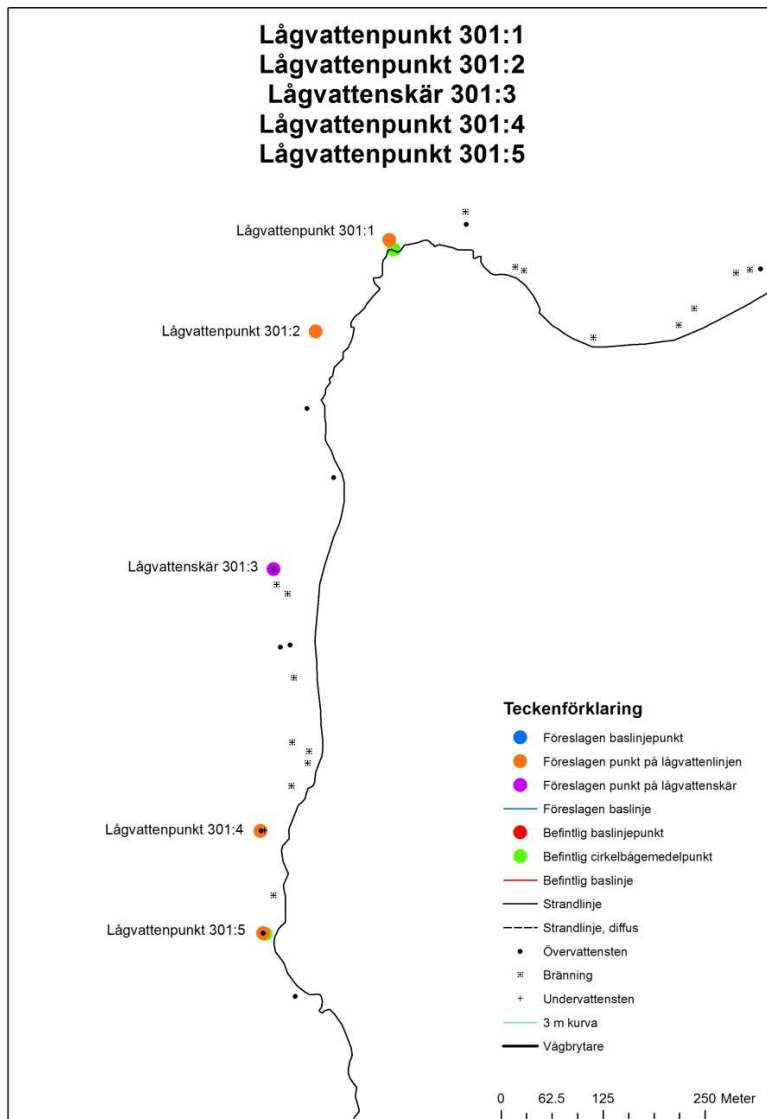 Lågvattenpunkt 301:1
Lågvattenpunkt 301:2
Lågvattenskär 301:3
Lågvattenpunkt 301:4
Lågvattenpunkt 301:5
Lågvattenpunkt 301:1
Lågvattenpunkt 301:2
Lågvattenskär 301:3
Lågvattenpunkt 301:4
Lågvattenpunkt 301:5
Teckenförklaring
Föreslagen baslinjepunkt
Föreslagen punkt på lågvattenlinjen
Föreslagen punkt på lågvattenskär
Föreslagen baslinje
Befintlig baslinjepunkt
Befintlig cirkelbågemedelpunkt
Befintlig baslinje
Strandlinje
Strandlinje, diffus
Övervattensten
Bränning
Undervattensten
3 m kurva
Vågbrytare
0 62.5 125 250 Meter